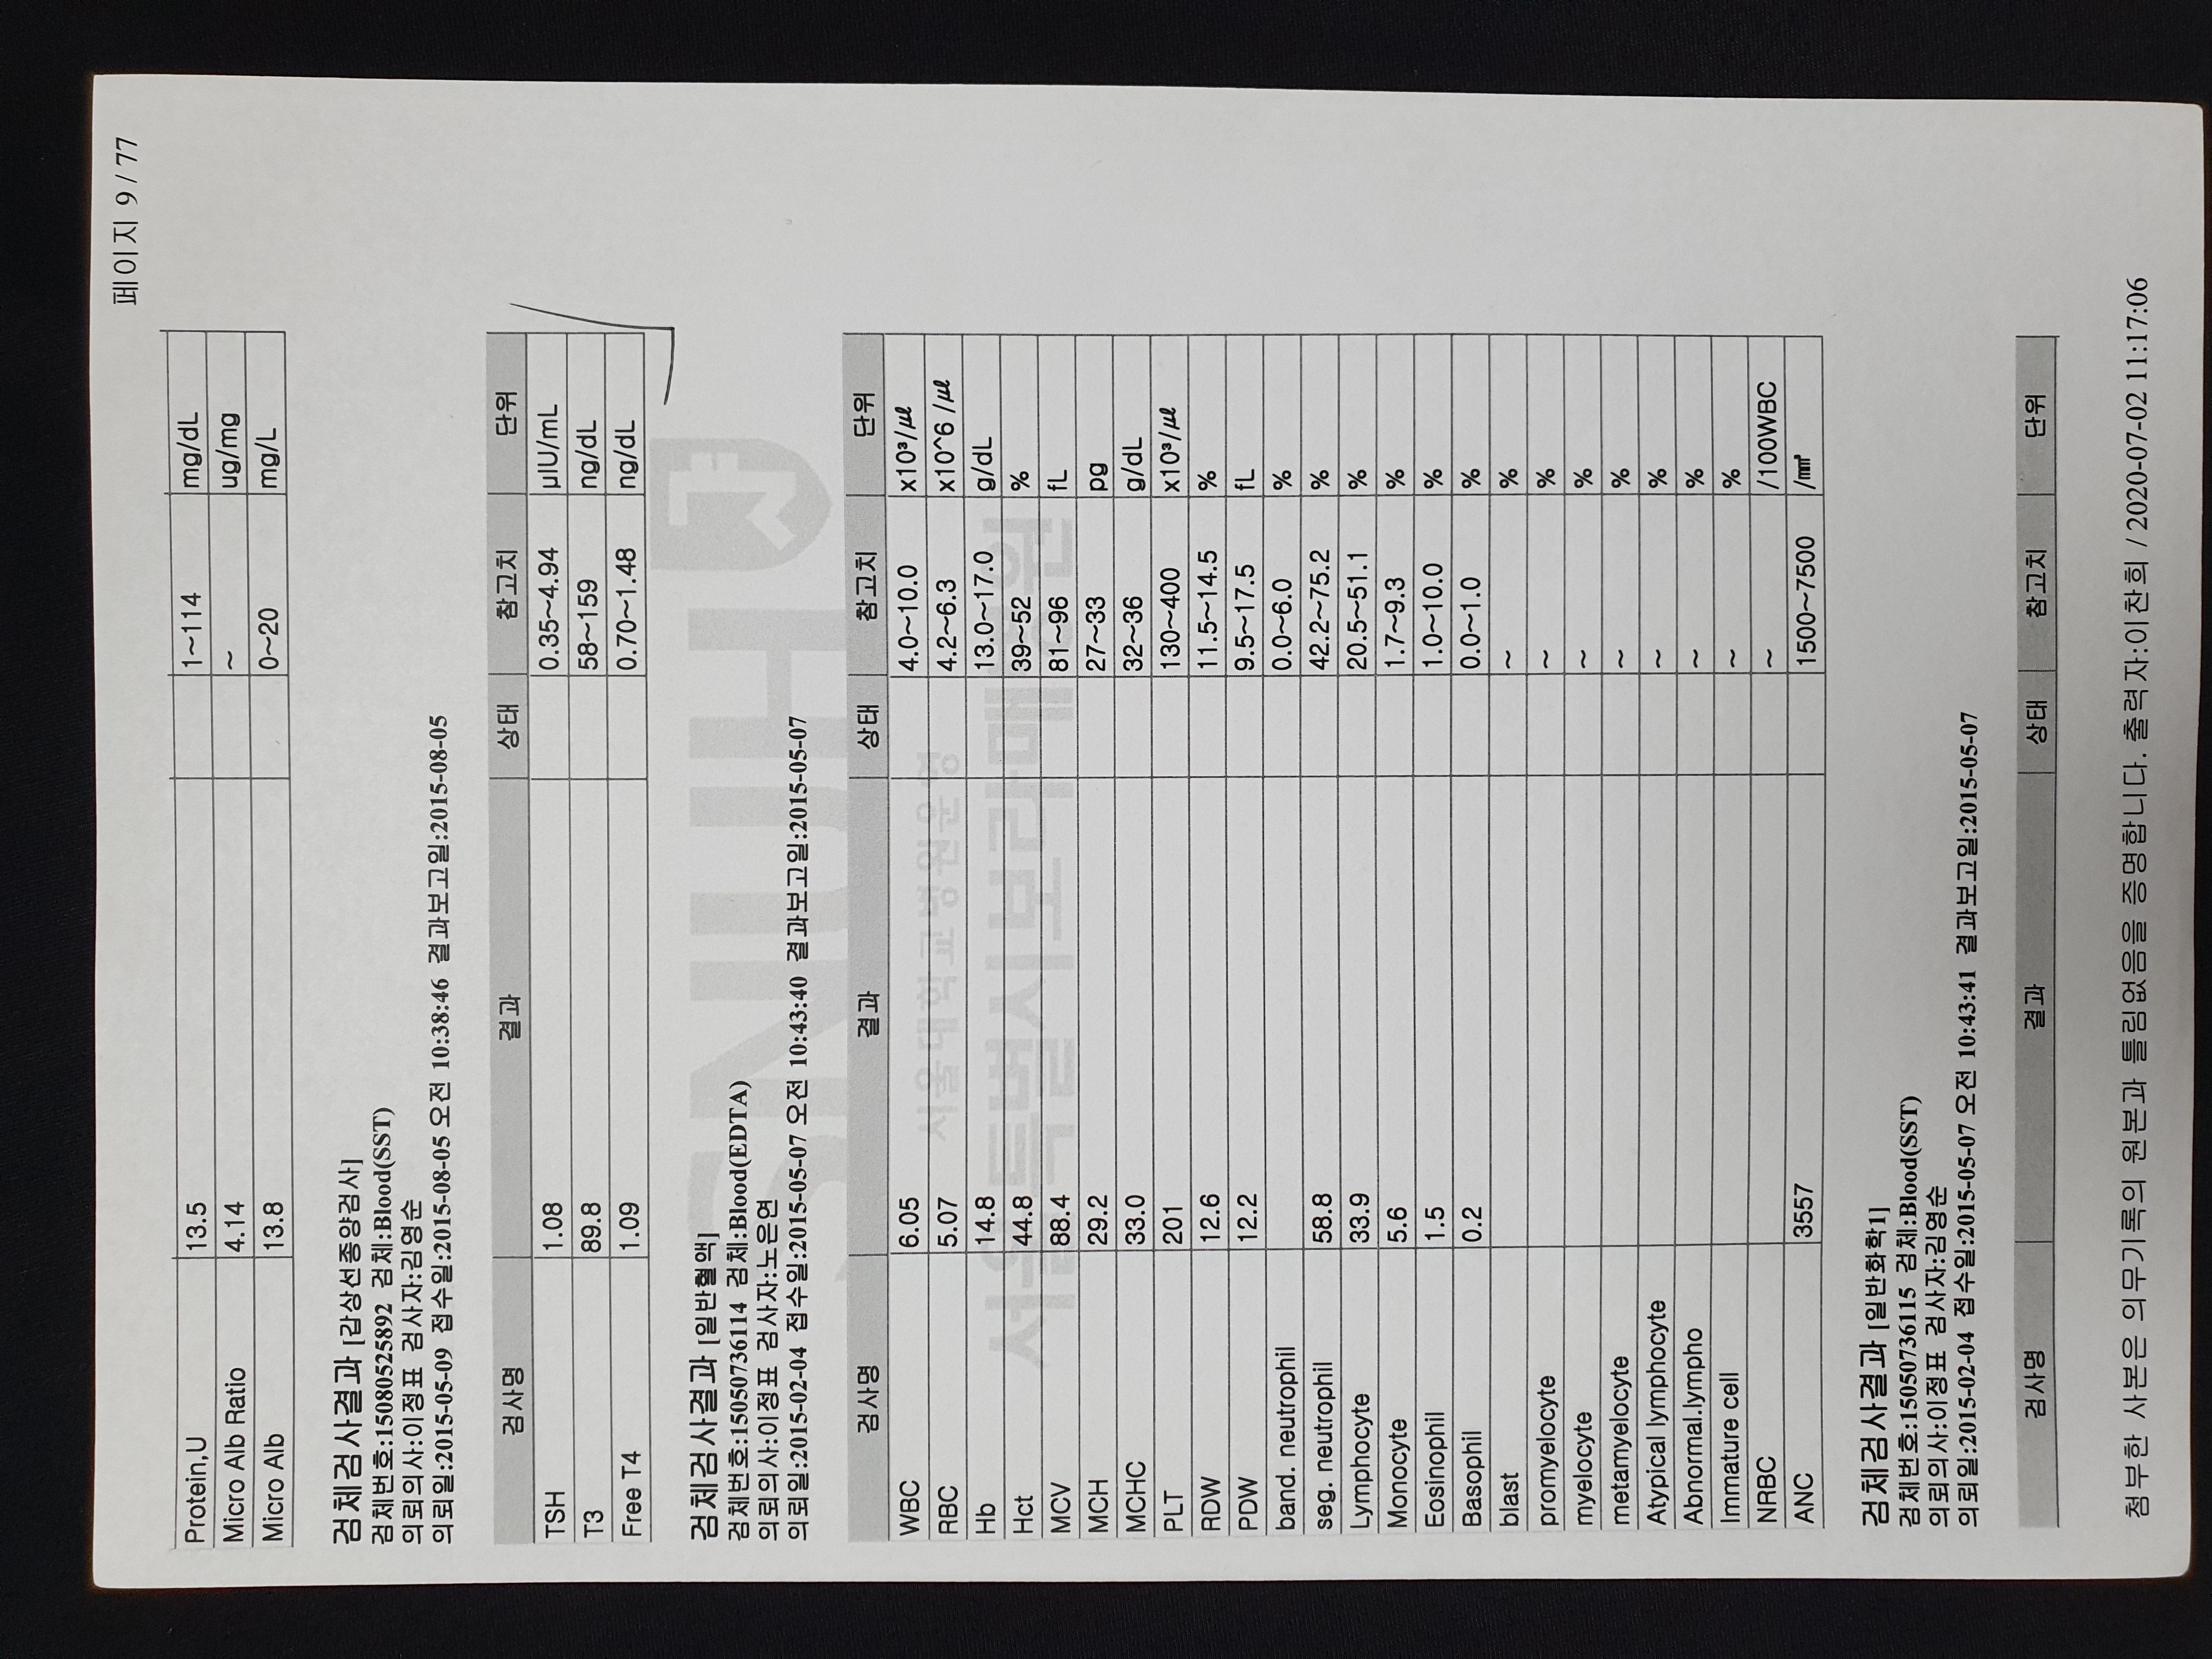 페이지 9 / 77
Protein,U 13.5 1~114 mg/dL
Micro Alb Ratio 4.14 ~ ug/mg
Micro Alb 13.8 0~20 mg/L
검체검사결과 [갑상선종양검사]
검체번호:15080525892 검체:Blood(SST)
의뢰의사:이정표 검사자:김영순
의뢰일:2015-05-09 접수일:2015-08-05 오전 10:38:46 결과보고일:2015-08-05
검사명 결과 상태 참고치 단위
TSH 1.08 0.35~4.94 μIU/mL
T3 89.8 58~159 ng/dL
Free T4 1.09 0.70~1.48 ng/dL
SNUH
검체검사결과 [일반혈액]
검체번호:15050736114 검체:Blood(EDTA)
의뢰의사:이정표 검사자:노은연
의뢰일:2015-02-04 접수일:2015-05-07 오전 10:43:40 결과보고일:2015-05-07
검사명 결과 상태 참고치 단위
WBC 6.05 4.0~10.0 x10³/㎕
서울대학교병원운영
RBC 5.07 4.2~6.3 x10^6 /㎕
Hb 14.8 13.0~17.0 g/dL
서울특별시보라매병원
Hct 44.8 39~52 %
MCV 88.4 81~96 fL
MCH 29.2 27~33 pg
MCHC 33.0 32~36 g/dL
PLT 201 130~400 x10³/㎕
RDW 12.6 11.5~14.5 %
PDW 12.2 9.5~17.5 fL
band. neutrophil 0.0~6.0 %
seg. neutrophil 58.8 42.2~75.2 %
Lymphocyte 33.9 20.5~51.1 %
Monocyte 5.6 1.7~9.3 %
Eosinophil 1.5 1.0~10.0 %
Basophil 0.2 0.0~1.0 %
blast ~ %
promyelocyte ~ %
myelocyte ~ %
metamyelocyte ~ %
Atypical lymphocyte ~ %
Abnormal.lympho ~ %
Immature cell ~ %
NRBC ~ /100WBC
ANC 3557 1500~7500 /㎣
검체검사결과 [일반화학1]
검체번호:15050736115 검체:Blood(SST)
의뢰의사:이정표 검사자:김영순
의뢰일:2015-02-04 접수일:2015-05-07 오전 10:43:41 결과보고일:2015-05-07
검사명 결과 상태 참고치 단위
첨부한 사본은 의무기록의 원본과 틀림없음을 증명합니다. 출력자:이찬희 / 2020-07-02 11:17:06